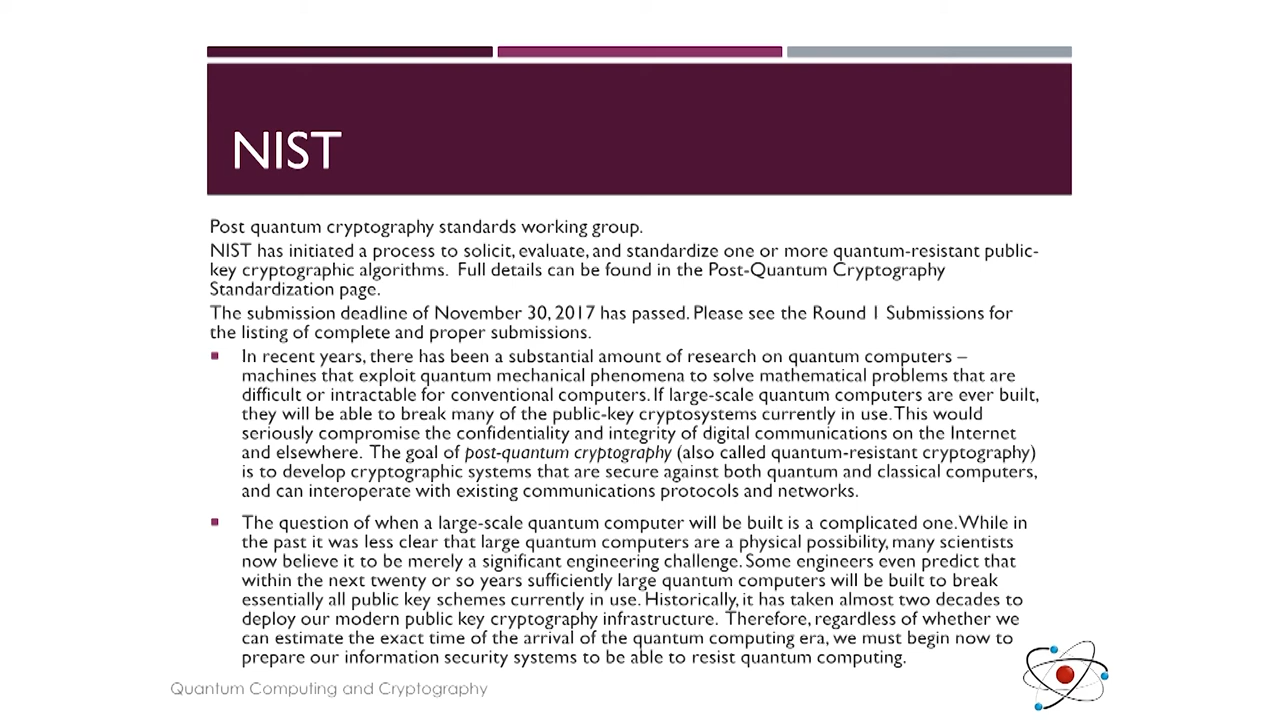 NIST
Post quantum cryptography standards working group.
NIST has initiated a process to solicit, evaluate, and standardize one or more quantum-resistant public-
key cryptographic algorithms.  Full details can be found in the Post-Quantum Cryptography
Standardization page.
The submission deadline of November 30, 2017 has passed. Please see the Round 1 Submissions for
the listing of complete and proper submissions.
In recent years, there has been a substantial amount of research on quantum computers –
machines that exploit quantum mechanical phenomena to solve mathematical problems that are
difficult or intractable for conventional computers. If large-scale quantum computers are ever built,
they will be able to break many of the public-key cryptosystems currently in use. This would
seriously compromise the confidentiality and integrity of digital communications on the Internet
and elsewhere.  The goal of post-quantum cryptography (also called quantum-resistant cryptography)
is to develop cryptographic systems that are secure against both quantum and classical computers,
and can interoperate with existing communications protocols and networks.
The question of when a large-scale quantum computer will be built is a complicated one. While in
the past it was less clear that large quantum computers are a physical possibility, many scientists
now believe it to be merely a significant engineering challenge. Some engineers even predict that
within the next twenty or so years sufficiently large quantum computers will be built to break
essentially all public key schemes currently in use. Historically, it has taken almost two decades to
deploy our modern public key cryptography infrastructure.  Therefore, regardless of whether we
can estimate the exact time of the arrival of the quantum computing era, we must begin now to
prepare our information security systems to be able to resist quantum computing.
Quantum Computing and Cryptography